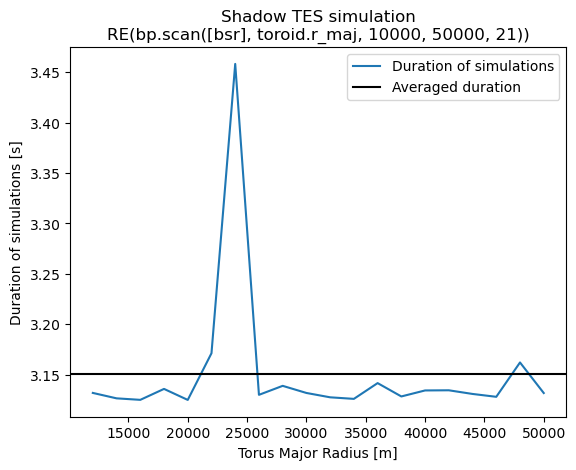 Shadow TES simulation
RE(bp.scan([bsr], toroid.r_maj, 10000, 50000, 21))
Duration of simulations
Averaged duration
Duration of simulations [s]
3.45
3.40
3.35
3.30
3.25
3.20
3.15
15000 20000 25000 30000 35000 40000 45000 50000
Torus Major Radius [m]